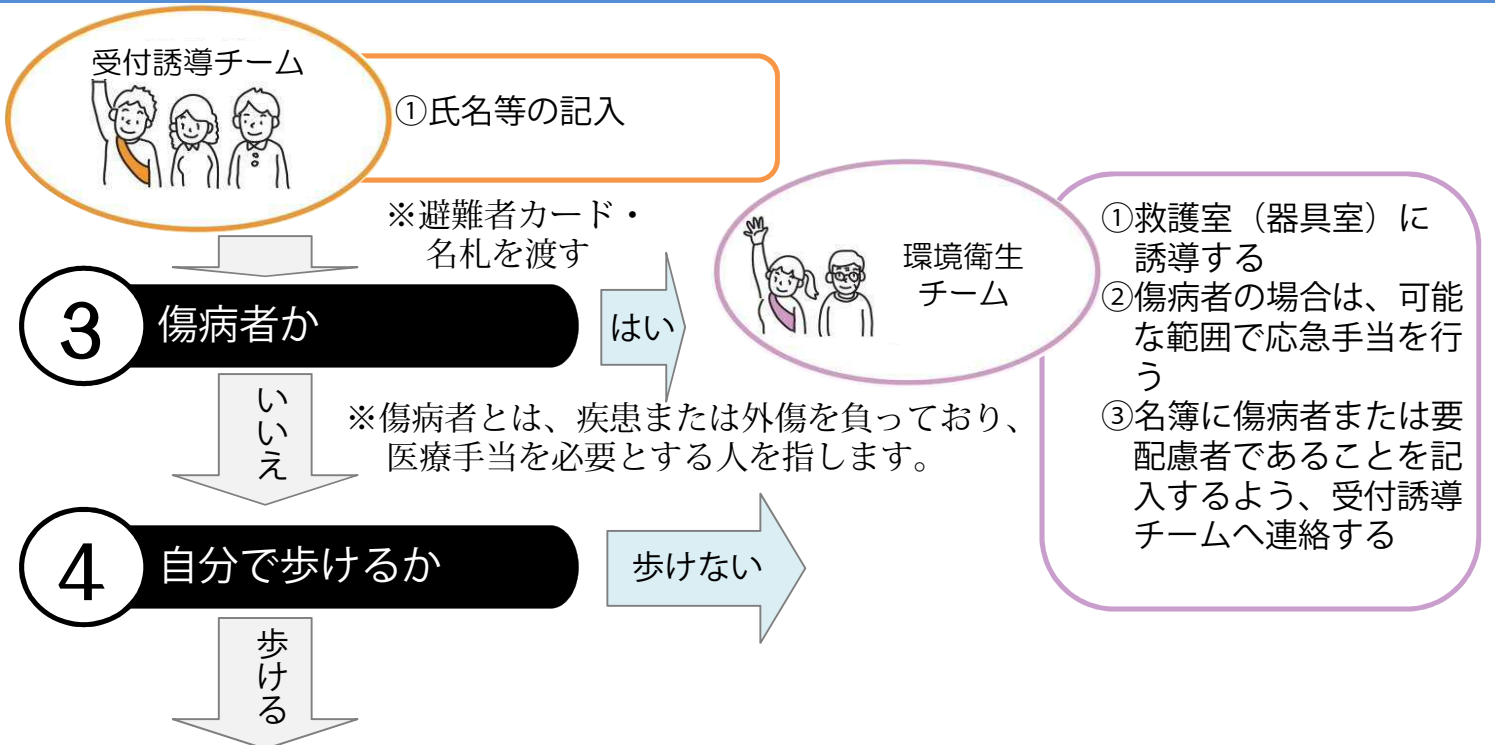 受付誘導チーム
①氏名等の記入
※避難者カード・
名札を渡す
3 傷病者か
はい
環境衛生
チーム
①救護室（器具室）に
誘導する
②傷病者の場合は、可能
な範囲で応急手当を行
う
③名簿に傷病者または要
配慮者であることを記
入するよう、受付誘導
チームへ連絡する
いいえ
※傷病者とは、疾患または外傷を負っており、
医療手当を必要とする人を指します。
4 自分で歩けるか
歩けない
歩ける